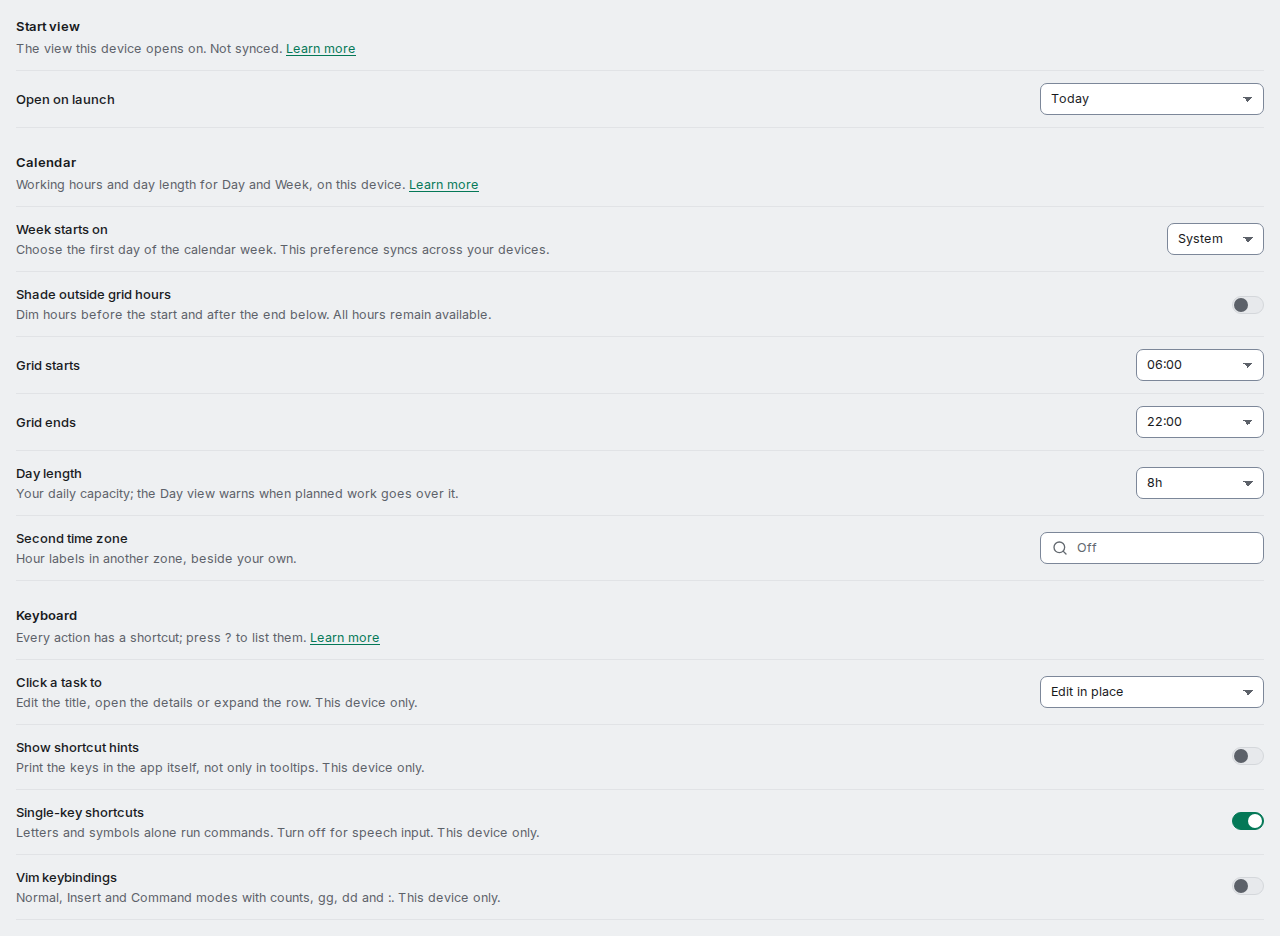 Start view
The view this device opens on. Not synced. Learn more
Open on launch
Today
Calendar
Working hours and day length for Day and Week, on this device. Learn more
Week starts on
Choose the first day of the calendar week. This preference syncs across your devices.
System
Shade outside grid hours
Dim hours before the start and after the end below. All hours remain available.
Grid starts
06:00
Grid ends
22:00
Day length
Your daily capacity; the Day view warns when planned work goes over it.
8h
Second time zone
Hour labels in another zone, beside your own.
Off
Keyboard
Every action has a shortcut; press ? to list them. Learn more
Click a task to
Edit the title, open the details or expand the row. This device only.
Edit in place
Show shortcut hints
Print the keys in the app itself, not only in tooltips. This device only.
Single-key shortcuts
Letters and symbols alone run commands. Turn off for speech input. This device only.
Vim keybindings
Normal, Insert and Command modes with counts, gg, dd and :. This device only.